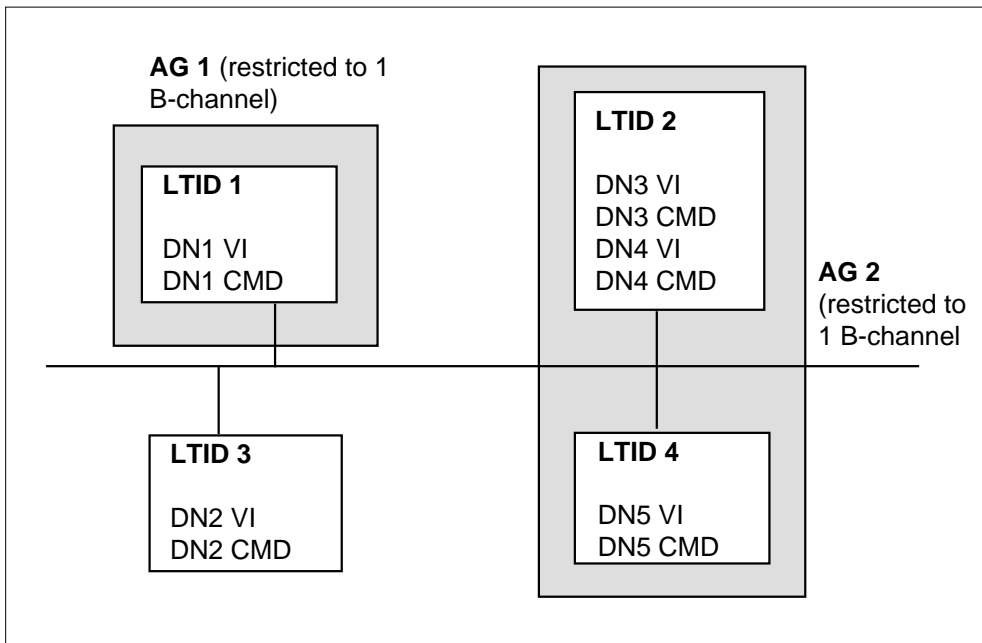 AG 1 (restricted to 1
B-channel)
LTID 1
DN1 VI
DN1 CMD
LTID 2
DN3 VI
DN3 CMD
DN4 VI
DN4 CMD
AG 2
(restricted to
1 B-channel
LTID 3
DN2 VI
DN2 CMD
LTID 4
DN5 VI
DN5 CMD